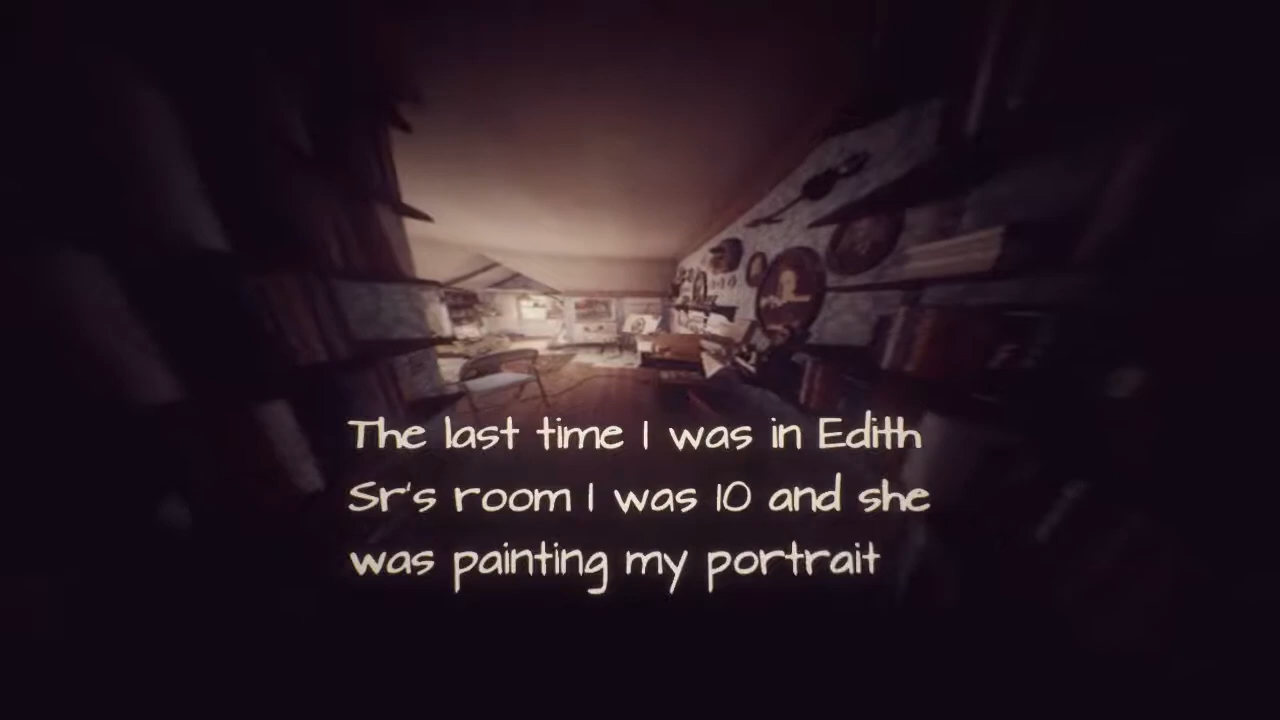 The last time I was in Edith
Sr's room I was 10 and she
was painting my portrait